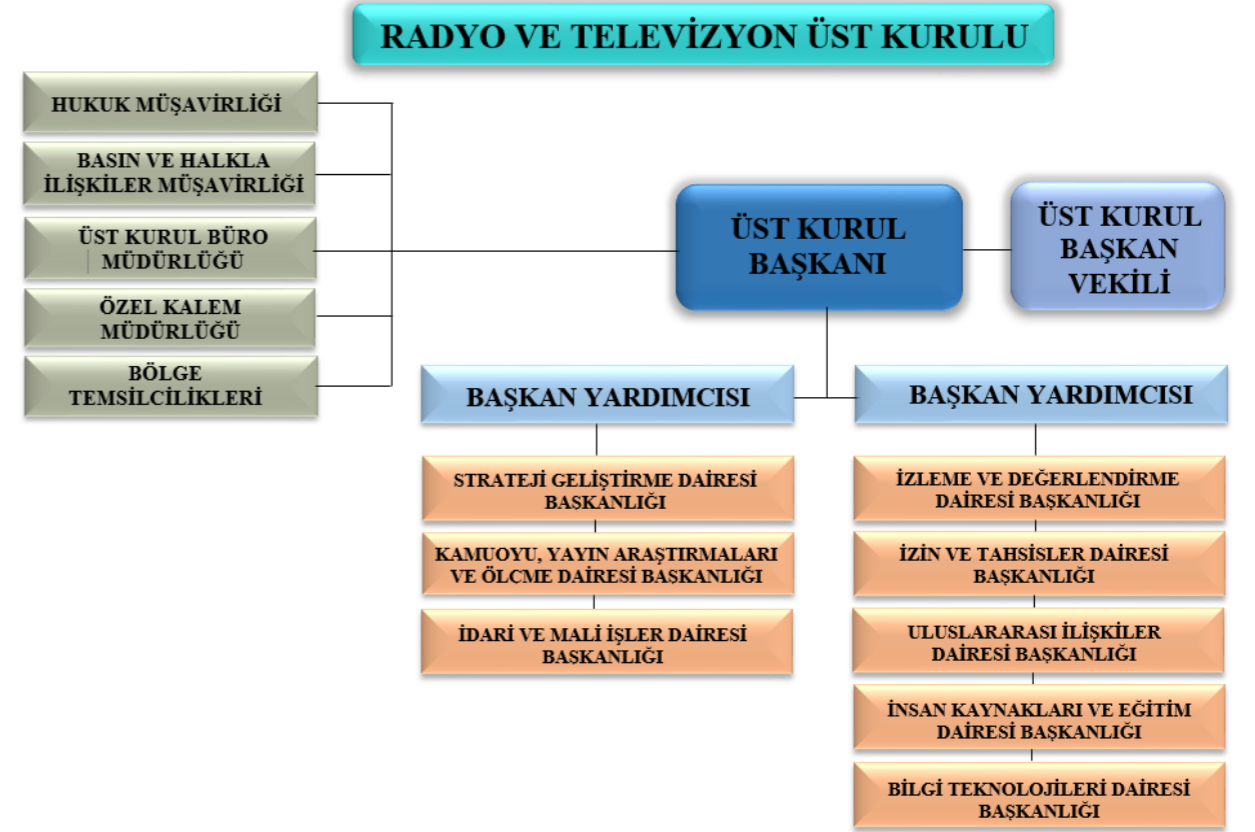 RADYO VE TELEVİZYON ÜST KURULU
HUKUK MÜŞAVİRLİĞİ
BASIN VE HALKLA
İLİŞKİLER MÜŞAVİRLİĞİ
ÜST KURUL BÜRO
MÜDÜRLÜĞÜ
ÖZEL KALEM
MÜDÜRLÜĞÜ
BÖLGE
TEMSİLCİLİKLERİ
ÜST KURUL
BAŞKANI
ÜST KURUL
BAŞKAN
VEKİLİ
BAŞKAN YARDIMCISI
STRATEJİ GELİŞTİRME DAİRESİ
BAŞKANLIĞI
KAMUOYU, YAYIN ARAŞTIRMALARI
VE ÖLÇME DAİRESİ BAŞKANLIĞI
İDARİ VE MALİ İŞLER DAİRESİ
BAŞKANLIĞI
BAŞKAN YARDIMCISI
İZLEME VE DEĞERLENDİRME
DAİRESİ BAŞKANLIĞI
İZİN VE TAHSİSLER DAİRESİ
BAŞKANLIĞI
ULUSLARARASI İLİŞKİLER
DAİRESİ BAŞKANLIĞI
İNSAN KAYNAKLARI VE EĞİTİM
DAİRESİ BAŞKANLIĞI
BİLGİ TEKNOLOJİLERİ DAİRESİ
BAŞKANLIĞI